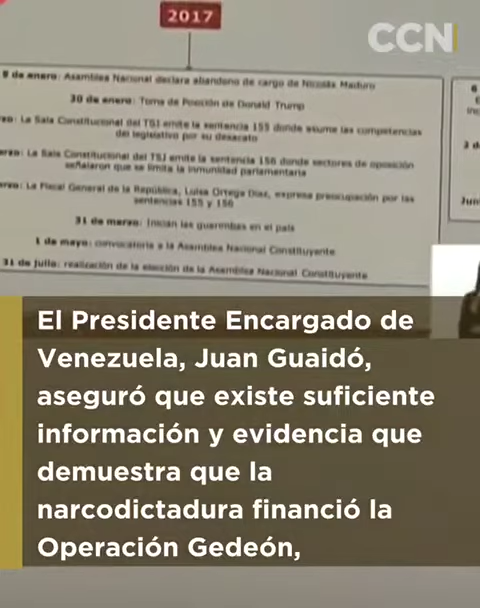 2017
CCN
8 de enero: Asamblea Nacional declara abandono de cargo de Nicolás Maduro
30 de enero: Toma de Posición de Donald Trump
La Sala Constitucional del TSJ emite la sentencia 155 donde asume las competencias
del legislativo por su desacato
La Sala Constitucional del TSJ emite la sentencia 156 donde sectores de oposición
señalaron que se limita la inmunidad parlamentaria
La Fiscal General de la República, Luisa Ortega Díaz, expresa preocupación por las
sentencias 155 y 156
31 de marzo: Inician las guarimbas en el país
1 de mayo: convocatoria a la Asamblea Nacional Constituyente
31 de julio: realización de la elección de la Asamblea Nacional Constituyente
El Presidente Encargado de
Venezuela, Juan Guaidó,
aseguró que existe suficiente
información y evidencia que
demuestra que la
narcodictadura financió la
Operación Gedeón,